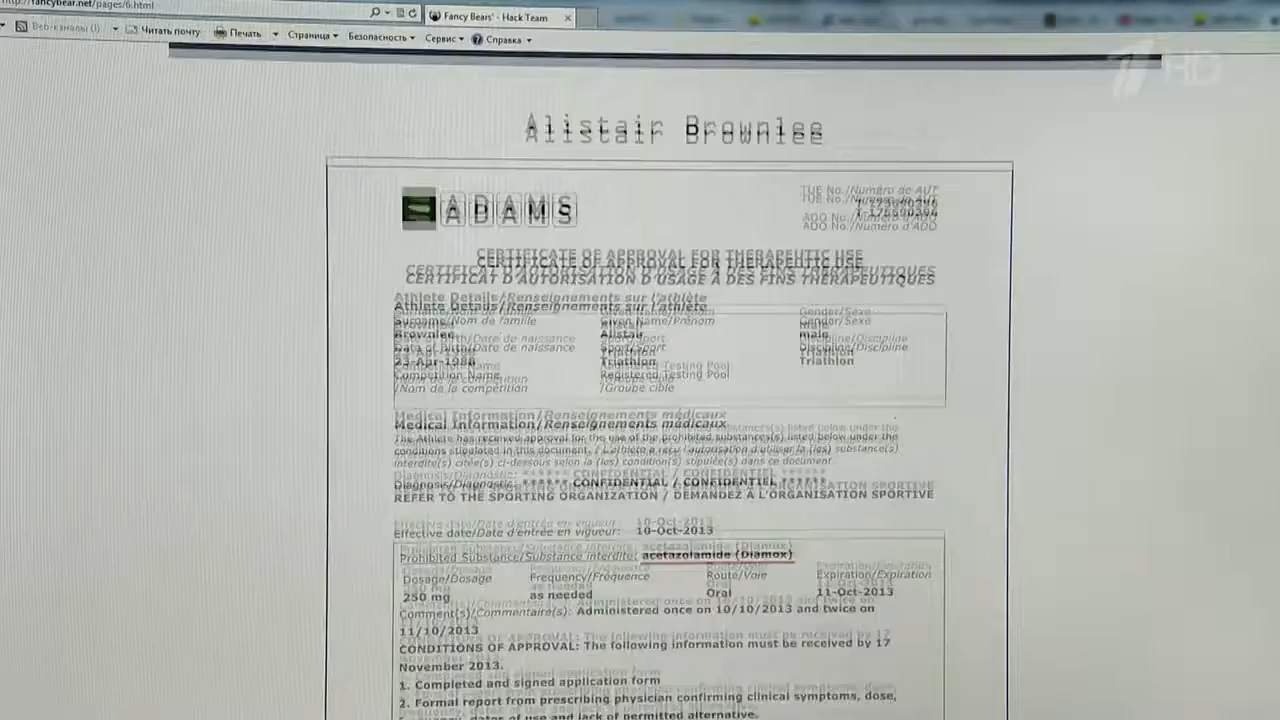 http://fancybear.net/pages/6.html
Fancy Bears' - Hack Team
Веб-каналы (J) Читать почту Печать Страница Безопасность Сервис Справка
HD
Alistair Brownlee
ADAMS
TUE No./Numéro de AUT
ADO No./Numéro d'ADO
CERTIFICATE OF APPROVAL FOR THERAPEUTIC USE
CERTIFICAT D'AUTORISATION D'USAGE À DES FINS THÉRAPEUTIQUES
Athlete Details/Renseignements sur l'athlète
Surname/Nom de famille Given Name/Prénom Gender/Sexe
Brownlee Alistair male
Date of Birth/Date de naissance Sport/Sport Discipline/Discipline
23-Apr-1988 Triathlon Triathlon
Competition Name Registered Testing Pool
/Nom de la compétition /Groupe cible
Medical Information/Renseignements médicaux
The Athlete has received approval for the use of the prohibited substances(s) listed below under the
conditions stipulated in this document. / L'athlète a reçu l'autorisation d'utiliser la (les) substance(s)
interdite(s) citée(s) ci-dessous selon la (les) condition(s) stipulée(s) dans ce document.
Diagnosis/Diagnostic: ****** CONFIDENTIAL / CONFIDENTIEL ******
REFER TO THE SPORTING ORGANIZATION / DEMANDEZ À L'ORGANISATION SPORTIVE
Effective date/Date d'entrée en vigueur: 10-Oct-2013
Prohibited Substance/Substance interdite: acetazolamide (Diamox)
Dosage/Dosage Frequency/Fréquence Route/Voie Expiration/Expiration
250 mg as needed Oral 11-Oct-2013
Comment(s)/Commentaire(s): Administered once on 10/10/2013 and twice on
11/10/2013
CONDITIONS OF APPROVAL: The following information must be received by 17
November 2013.
1. Completed and signed application form
2. Formal report from prescribing physician confirming clinical symptoms, dose,
dates of use and lack of permitted alternative.